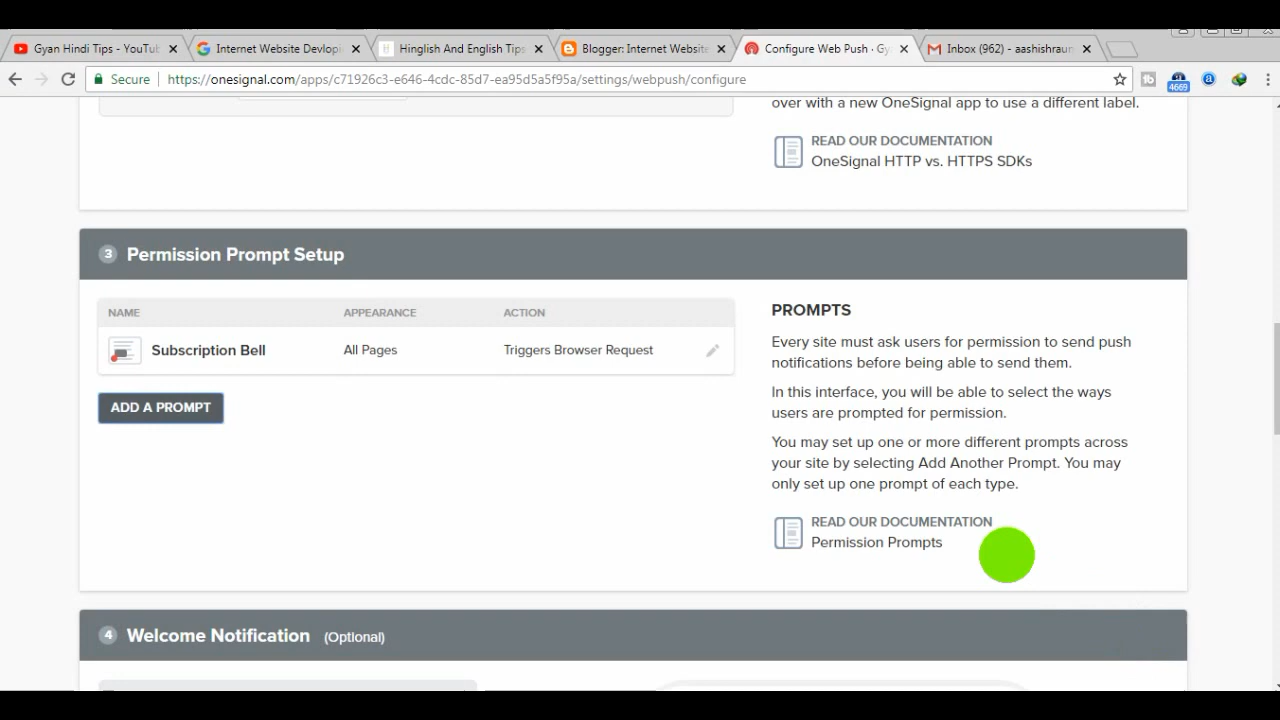 Gyan Hindi Tips - YouTu
Internet Website Devlopi
Hinglish And English Tips
Blogger: Internet Website
Configure Web Push · Gy
Inbox (962) - aashishraun
Secure
https://onesignal.com/apps/c71926c3-e646-4cdc-85d7-ea95d5a5f95a/settings/webpush/configure
4669
over with a new OneSignal app to use a different label.
READ OUR DOCUMENTATION
OneSignal HTTP vs. HTTPS SDKs
3 Permission Prompt Setup
NAME APPEARANCE ACTION
Subscription Bell All Pages Triggers Browser Request
ADD A PROMPT
PROMPTS
Every site must ask users for permission to send push
notifications before being able to send them.
In this interface, you will be able to select the ways
users are prompted for permission.
You may set up one or more different prompts across
your site by selecting Add Another Prompt. You may
only set up one prompt of each type.
READ OUR DOCUMENTATION
Permission Prompts
4 Welcome Notification (Optional)